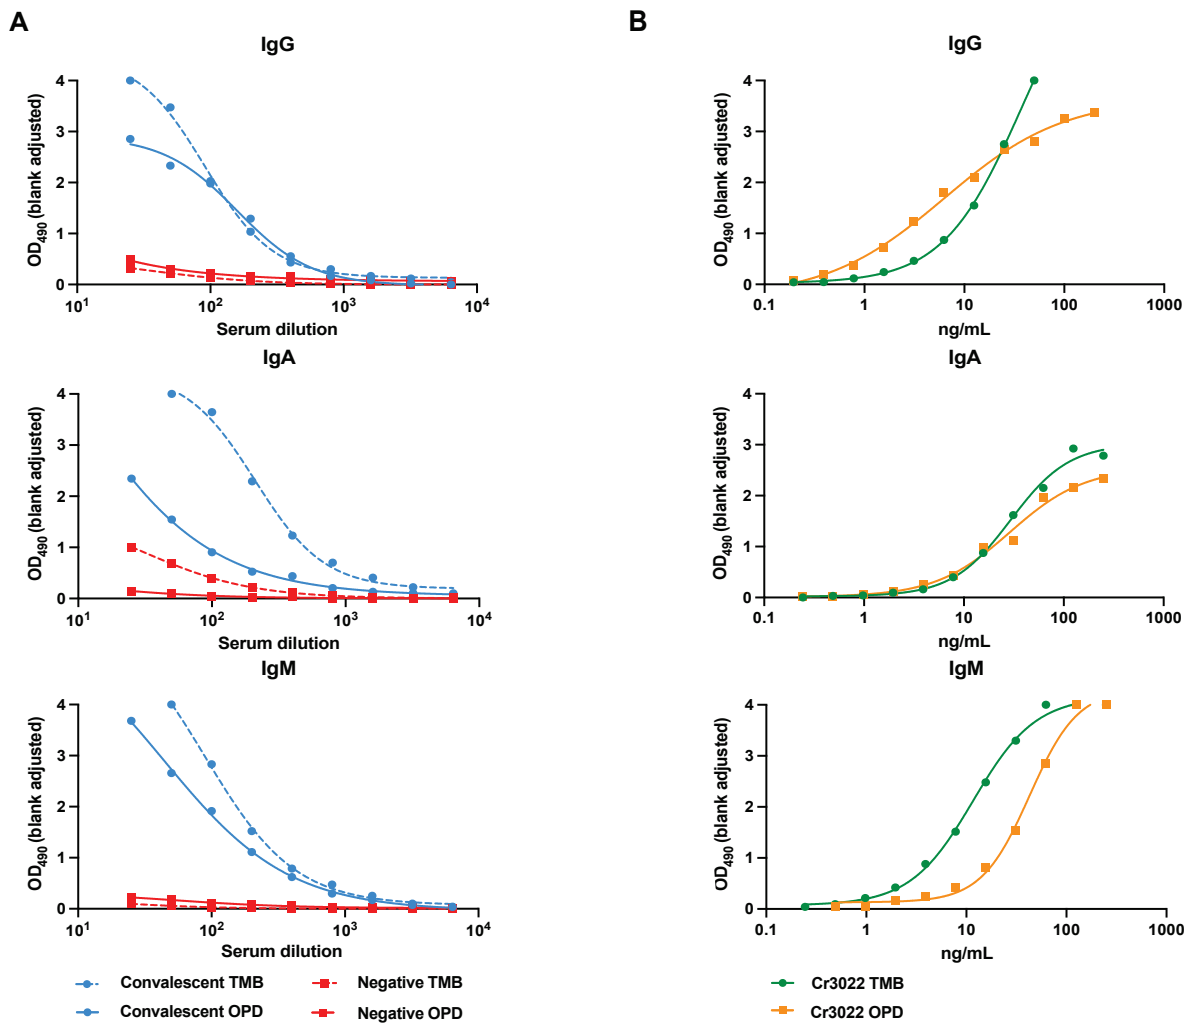 A
B
IgG
4
3
2
1
0
OD490 (blank adjusted)
10^1
10^2
10^3
10^4
Serum dilution
IgG
4
3
2
1
0
OD490 (blank adjusted)
0.1
1
10
100
1000
ng/mL
IgA
4
3
2
1
0
OD490 (blank adjusted)
10^1
10^2
10^3
10^4
Serum dilution
IgA
4
3
2
1
0
OD490 (blank adjusted)
0.1
1
10
100
1000
ng/mL
IgM
4
3
2
1
0
OD490 (blank adjusted)
10^1
10^2
10^3
10^4
Serum dilution
IgM
4
3
2
1
0
OD490 (blank adjusted)
0.1
1
10
100
1000
ng/mL
Convalescent TMB
Negative TMB
Convalescent OPD
Negative OPD
Cr3022 TMB
Cr3022 OPD